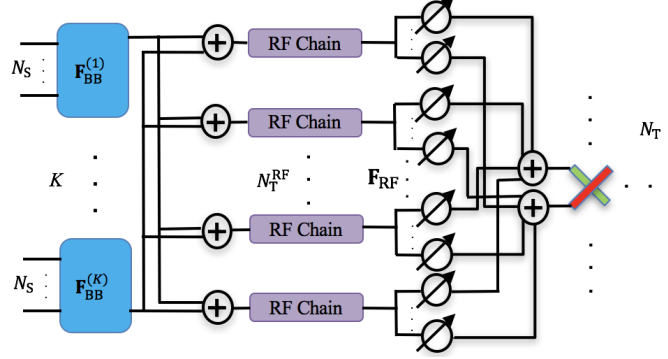 RF Chain
N_S
F_BB^(1)
RF Chain
N_T
K
N_T^RF
F_RF
RF Chain
N_S
F_BB^(K)
RF Chain